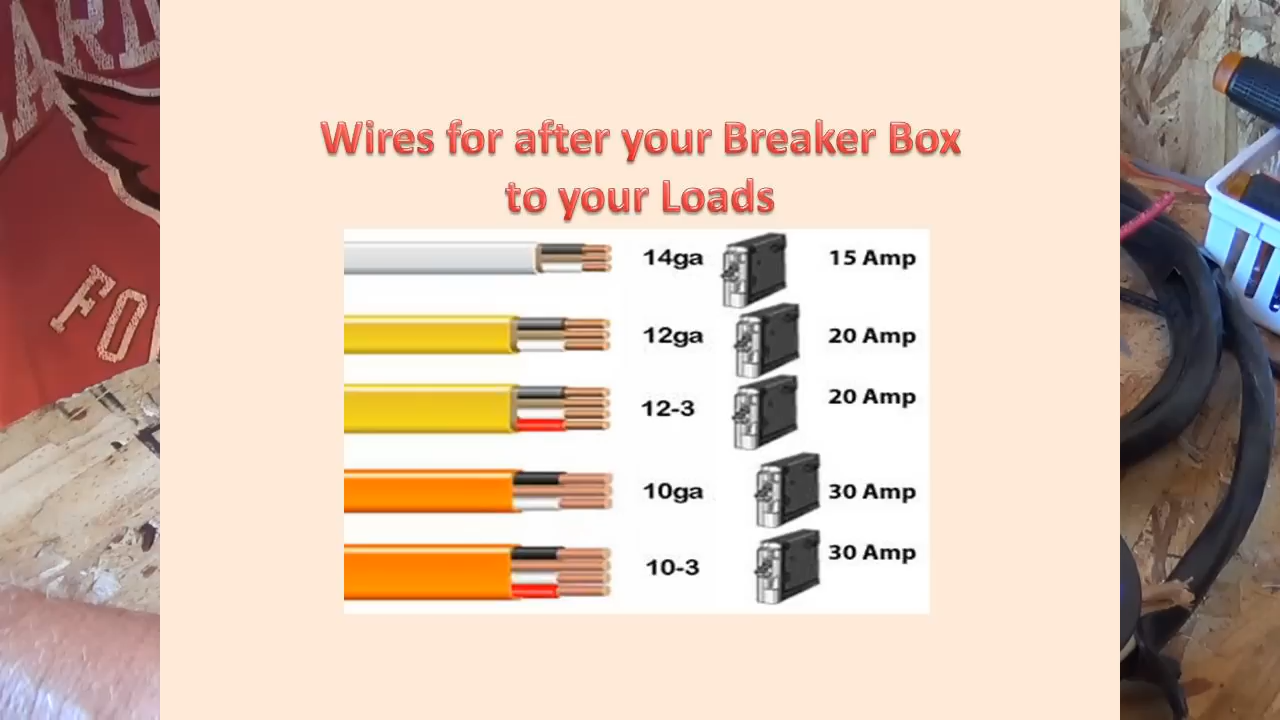 Wires for after your Breaker Box
to your Loads
14ga 15 Amp
12ga 20 Amp
12-3 20 Amp
10ga 30 Amp
10-3 30 Amp